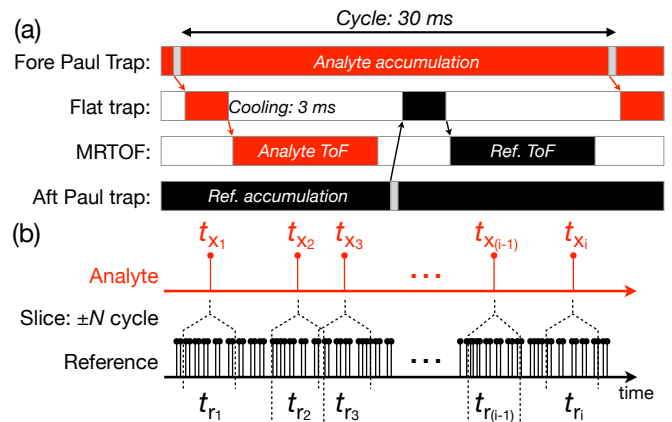 (a)
Cycle: 30 ms
Fore Paul Trap: Analyte accumulation
Flat trap: Cooling: 3 ms
MRTOF: Analyte ToF Ref. ToF
Aft Paul trap: Ref. accumulation
(b)
tx1 tx2 tx3 tx(i-1) txi
Analyte ...
Slice: ±N cycle
Reference ...
time
tr1 tr2 tr3 tr(i-1) tri